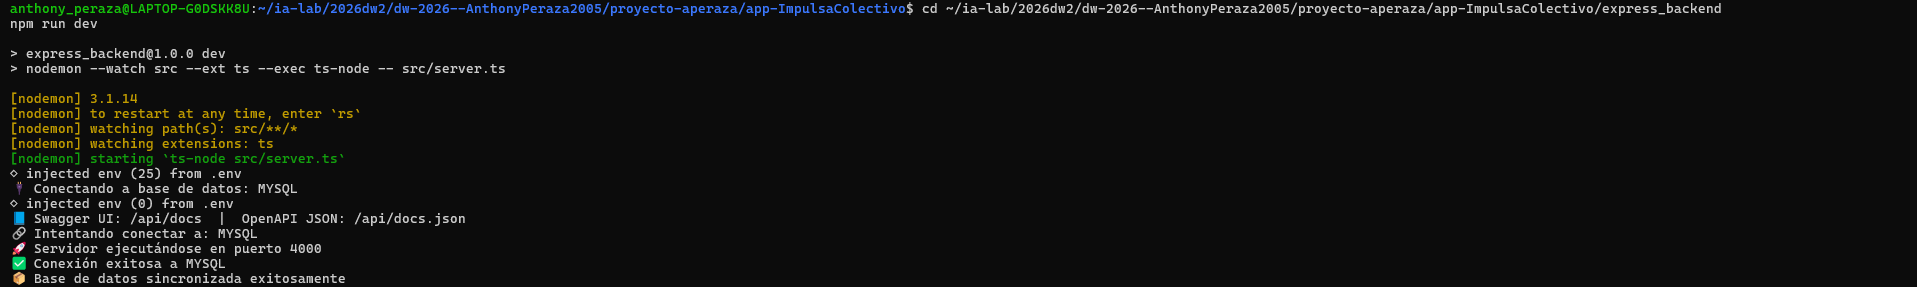 anthony_peraza@LAPTOP-G0DSKK8U:~/ia-lab/2026dw2/dw-2026--AnthonyPeraza2005/proyecto-aperaza/app-ImpulsaColectivo$ cd ~/ia-lab/2026dw2/dw-2026--AnthonyPeraza2005/proyecto-aperaza/app-ImpulsaColectivo/express_backend
npm run dev
> express_backend@1.0.0 dev
> nodemon --watch src --ext ts --exec ts-node -- src/server.ts
[nodemon] 3.1.14
[nodemon] to restart at any time, enter `rs`
[nodemon] watching path(s): src/**/*
[nodemon] watching extensions: ts
[nodemon] starting `ts-node src/server.ts`
◇ injected env (25) from .env
🔌 Conectando a base de datos: MYSQL
◇ injected env (0) from .env
📘 Swagger UI: /api/docs  |  OpenAPI JSON: /api/docs.json
🔗 Intentando conectar a: MYSQL
🚀 Servidor ejecutándose en puerto 4000
✅ Conexión exitosa a MYSQL
📦 Base de datos sincronizada exitosamente